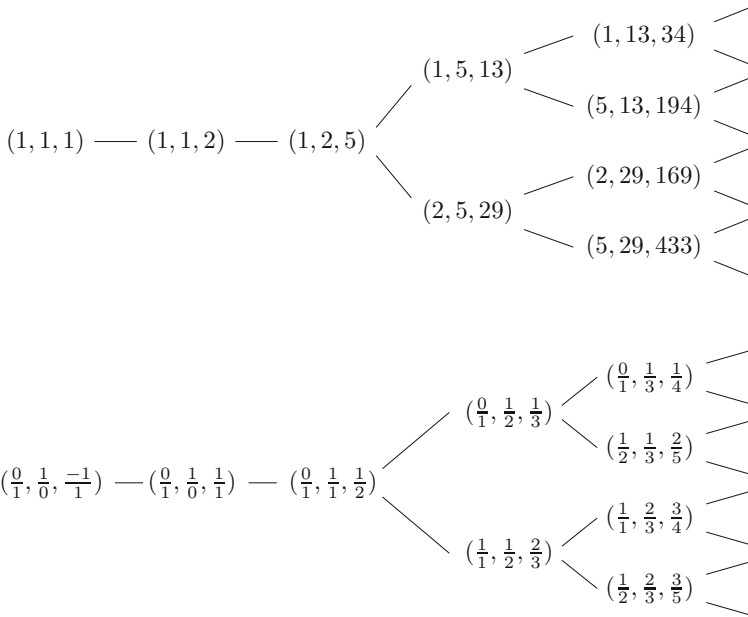 (1, 13, 34)
(1, 5, 13)
(5, 13, 194)
(1, 1, 1) (1, 1, 2) (1, 2, 5)
(2, 29, 169)
(2, 5, 29)
(5, 29, 433)
(0/1, 1/3, 1/4)
(0/1, 1/2, 1/3)
(1/2, 1/3, 2/5)
(0/1, 1/0, -1/1) (0/1, 1/0, 1/1) (0/1, 1/1, 1/2)
(1/1, 2/3, 3/4)
(1/1, 1/2, 2/3)
(1/2, 2/3, 3/5)